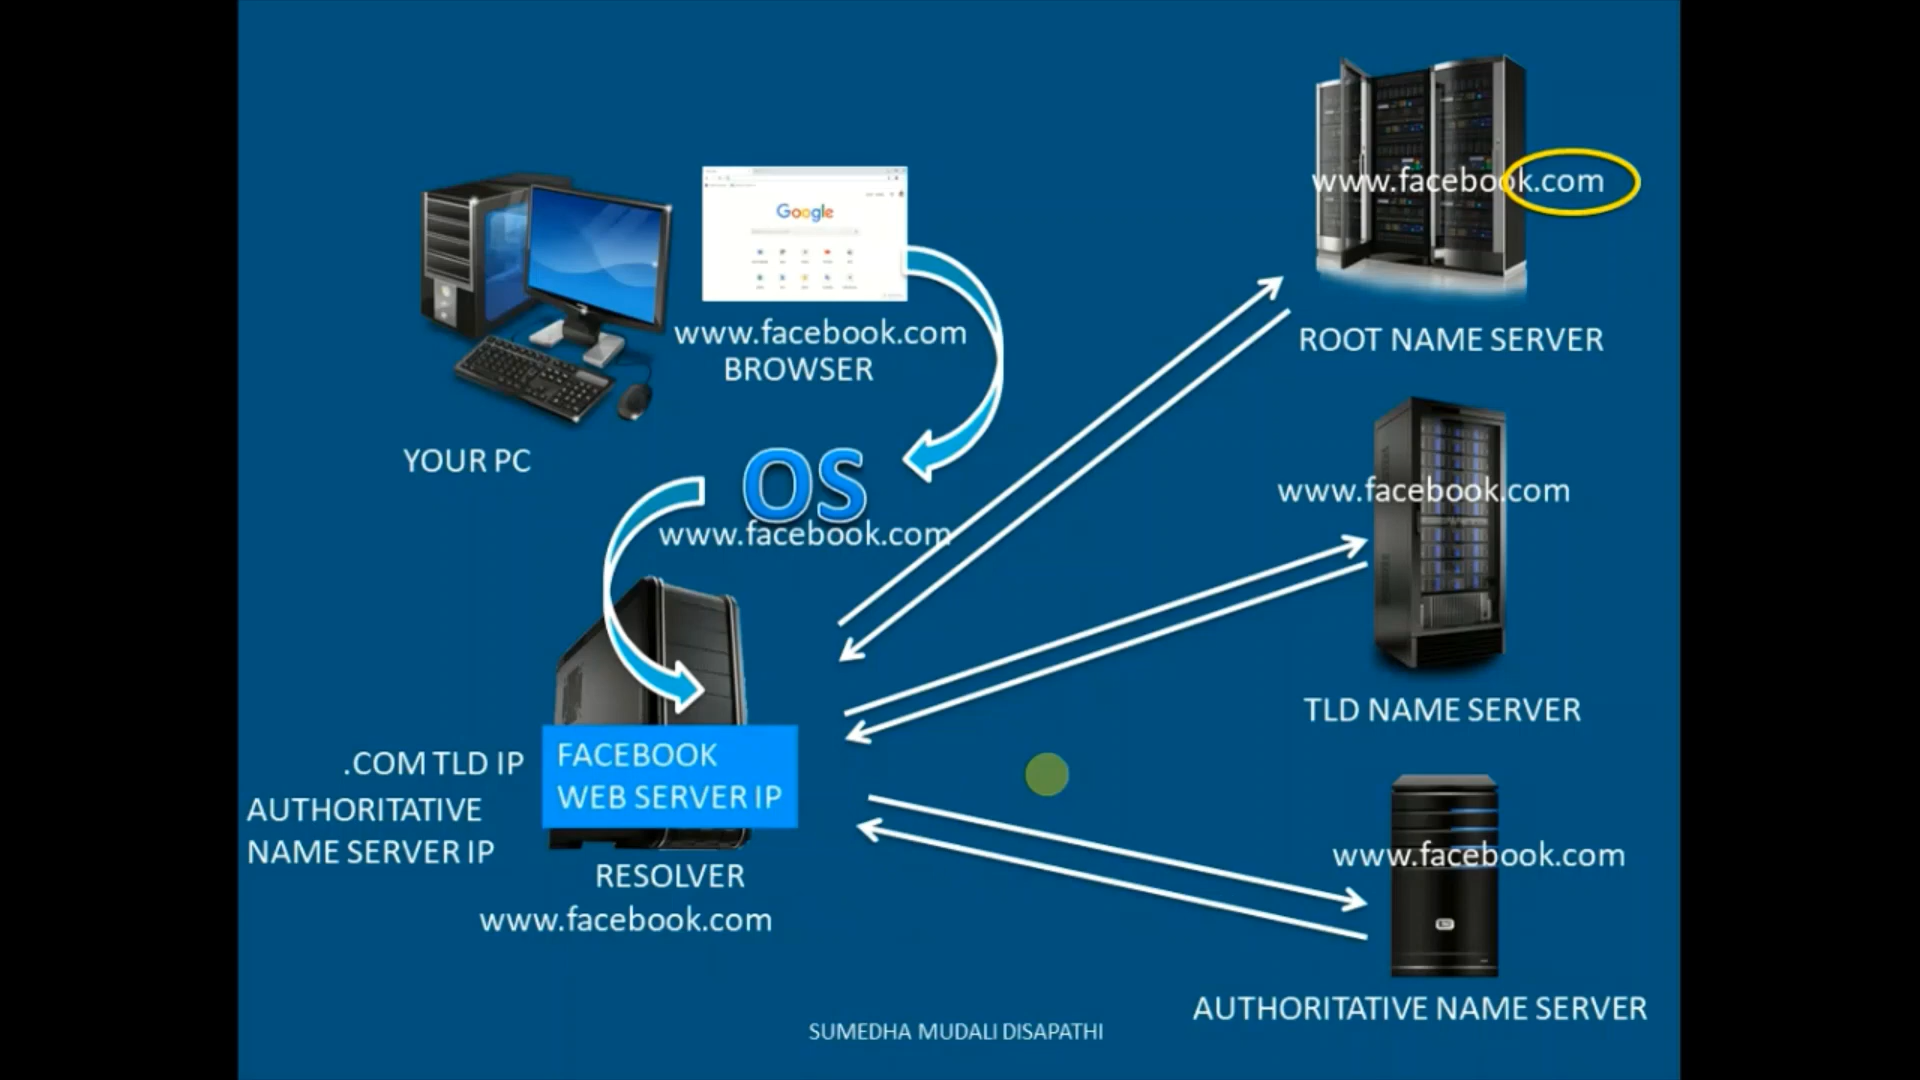 www.facebook.com
Google
www.facebook.com
BROWSER
ROOT NAME SERVER
YOUR PC
OS
www.facebook.com
www.facebook.com
TLD NAME SERVER
.COM TLD IP
AUTHORITATIVE
NAME SERVER IP
FACEBOOK
WEB SERVER IP
RESOLVER
www.facebook.com
www.facebook.com
AUTHORITATIVE NAME SERVER
SUMEDHA MUDALI DISAPATHI